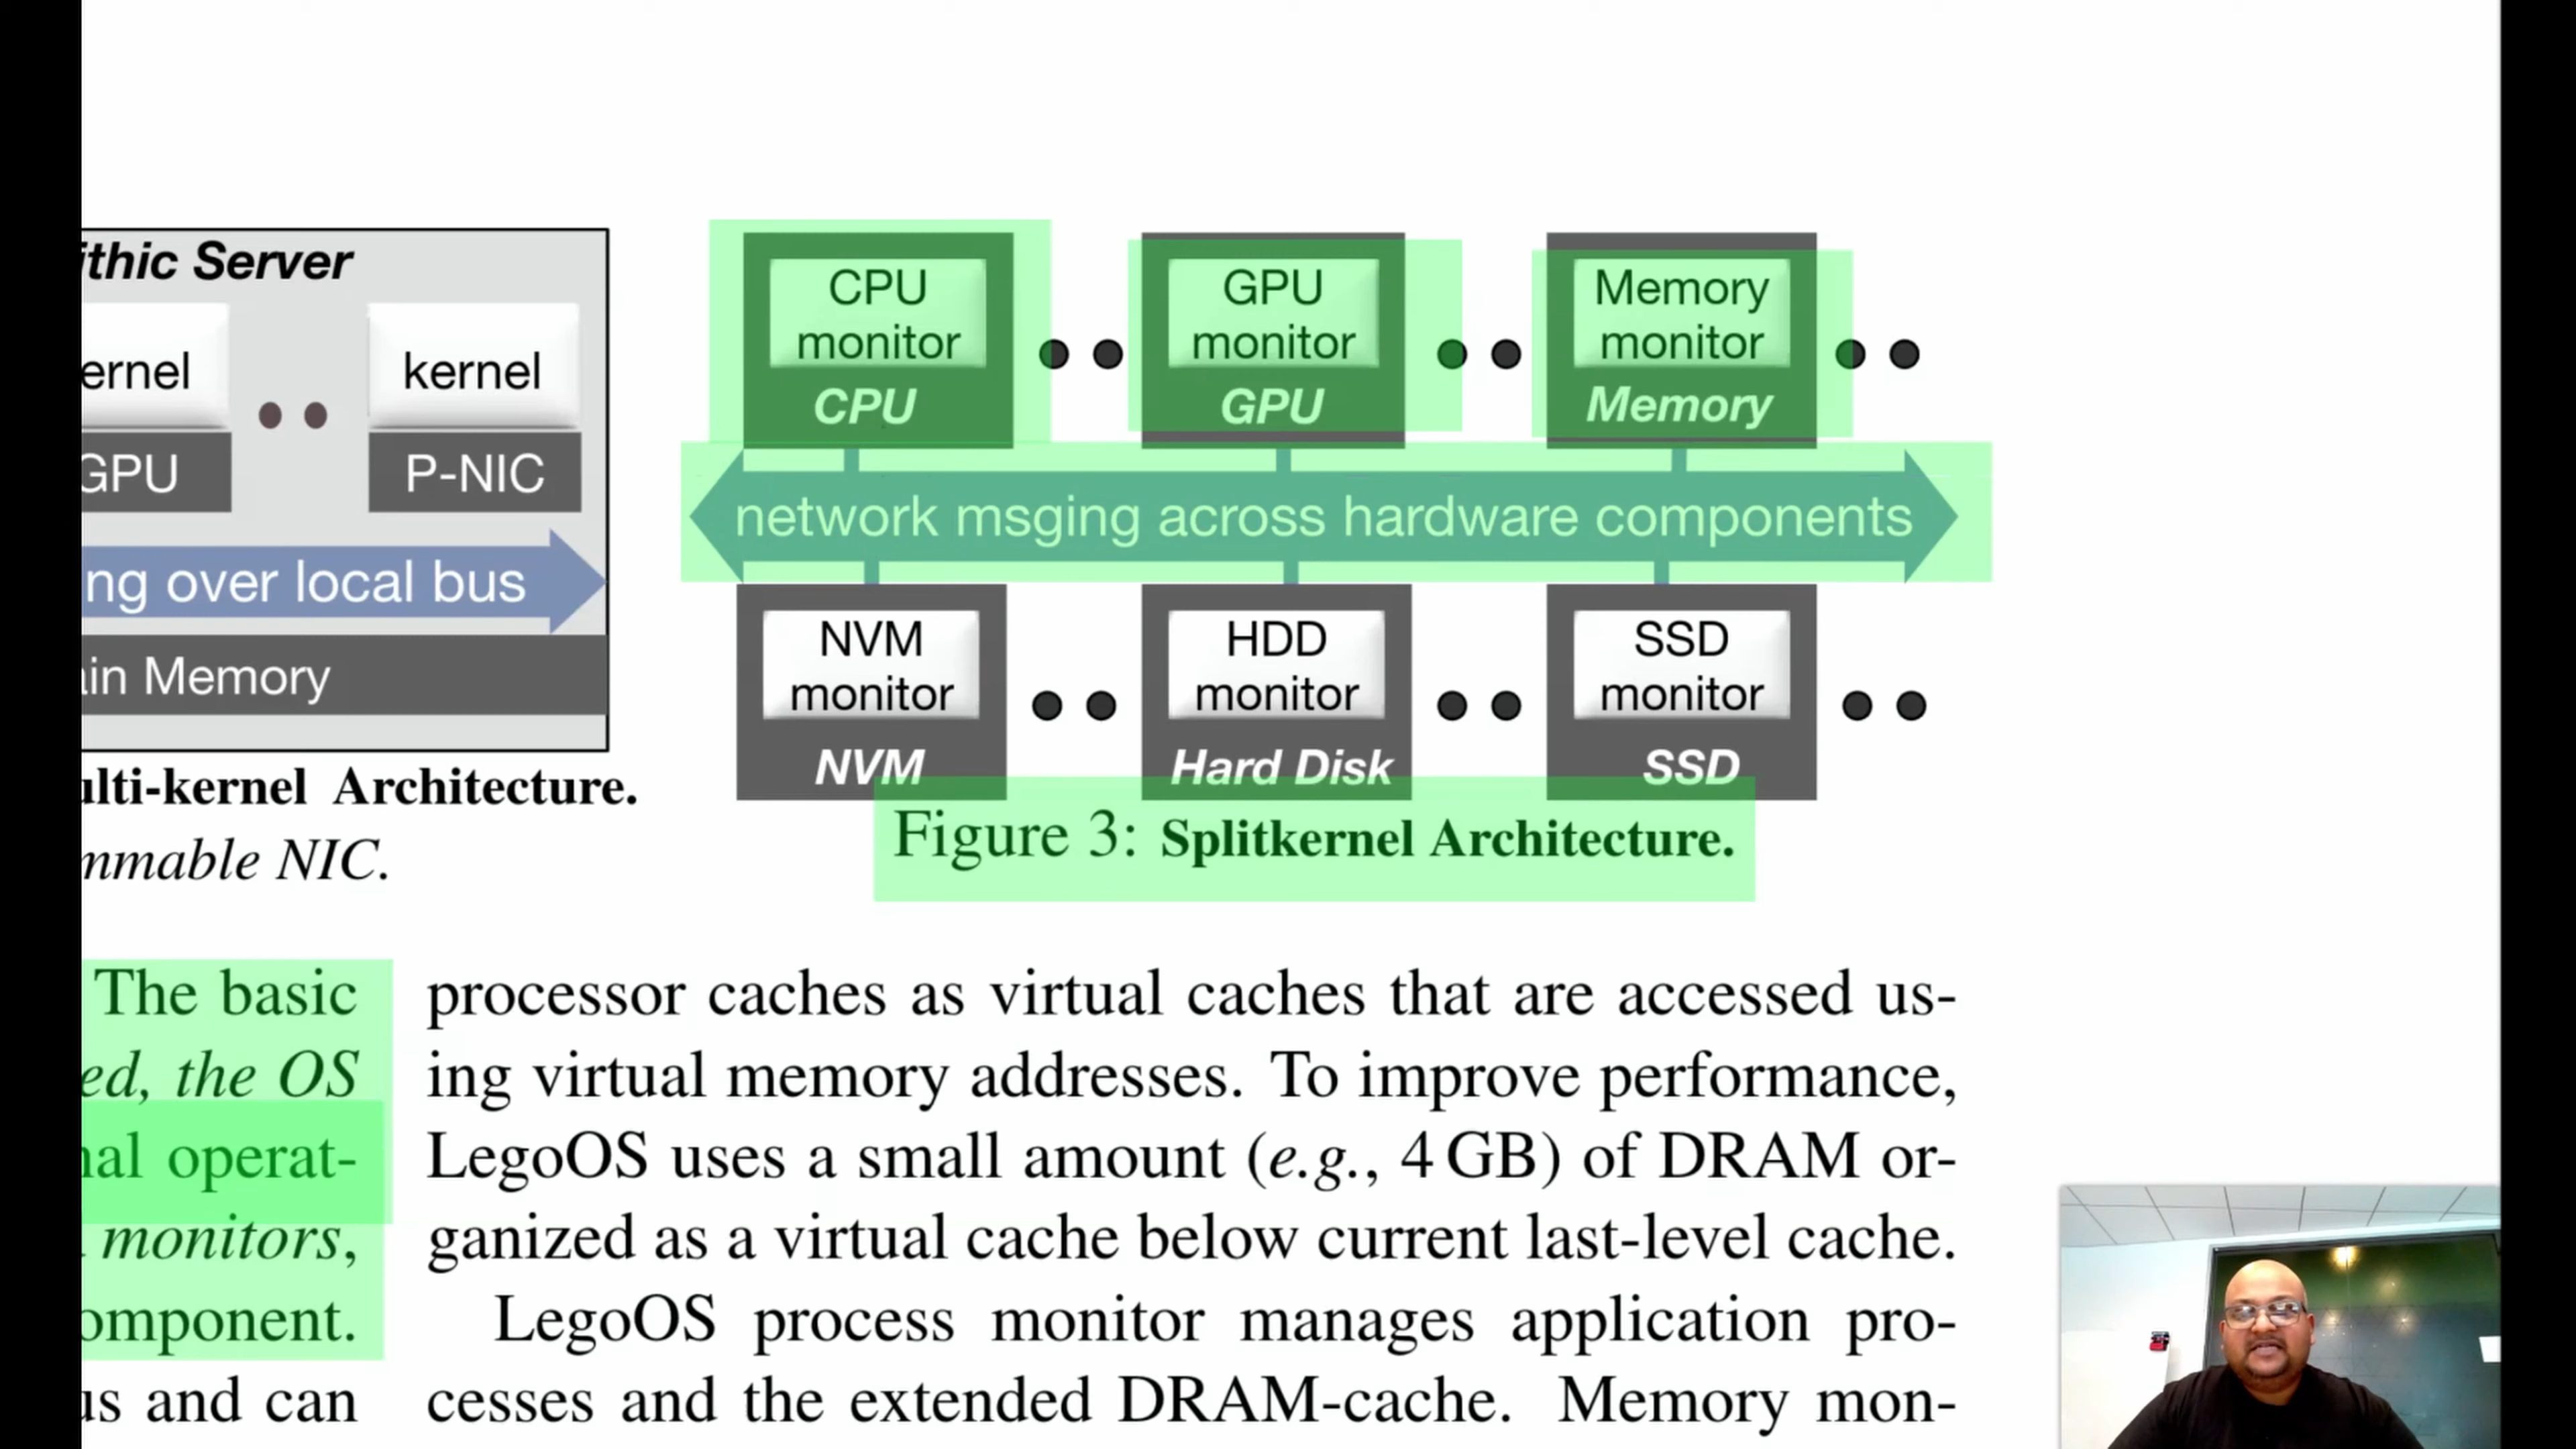 ithic Server
ernel
kernel
GPU
P-NIC
ng over local bus
in Memory
ulti-kernel Architecture.
mmable NIC.
CPU
monitor
CPU
GPU
monitor
GPU
Memory
monitor
Memory
network msging across hardware components
NVM
monitor
NVM
HDD
monitor
Hard Disk
SSD
monitor
SSD
Figure 3: Splitkernel Architecture.
The basic
ed, the OS
nal operat-
monitors,
omponent.
us and can
processor caches as virtual caches that are accessed us-
ing virtual memory addresses. To improve performance,
LegoOS uses a small amount (e.g., 4 GB) of DRAM or-
ganized as a virtual cache below current last-level cache.
LegoOS process monitor manages application pro-
cesses and the extended DRAM-cache. Memory mon-